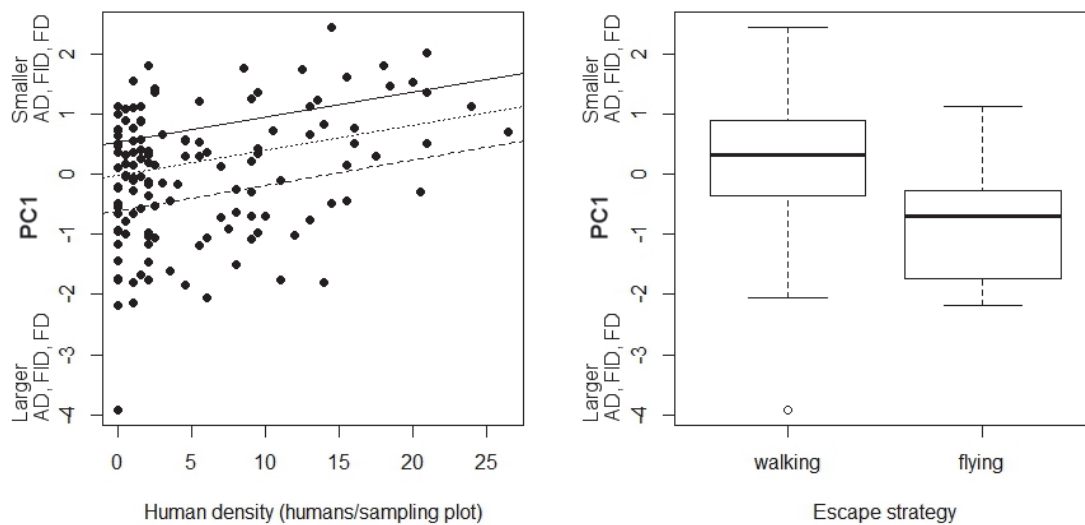 Smaller
AD, FID, FD
PC1
Larger
AD, FID, FD
2
1
0
-1
-2
-3
-4
0 5 10 15 20 25
Human density (humans/sampling plot)
Smaller
AD, FID, FD
PC1
Larger
AD, FID, FD
2
1
0
-1
-2
-3
-4
walking flying
Escape strategy